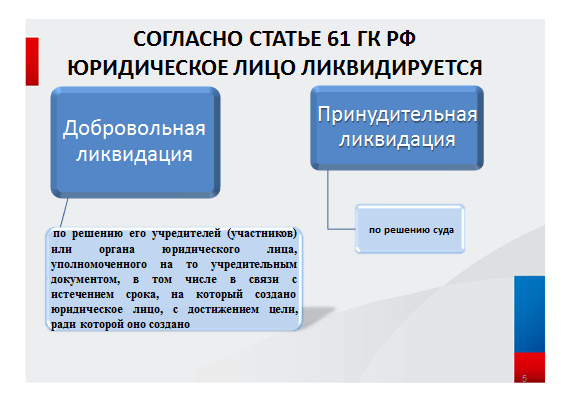 СОГЛАСНО СТАТЬЕ 61 ГК РФ
ЮРИДИЧЕСКОЕ ЛИЦО ЛИКВИДИРУЕТСЯ
Добровольная
ликвидация
по решению его учредителей (участников)
или органа юридического лица,
уполномоченного на то учредительным
документом, в том числе в связи с
истечением срока, на который создано
юридическое лицо, с достижением цели,
ради которой оно создано
Принудительная
ликвидация
по решению суда
5